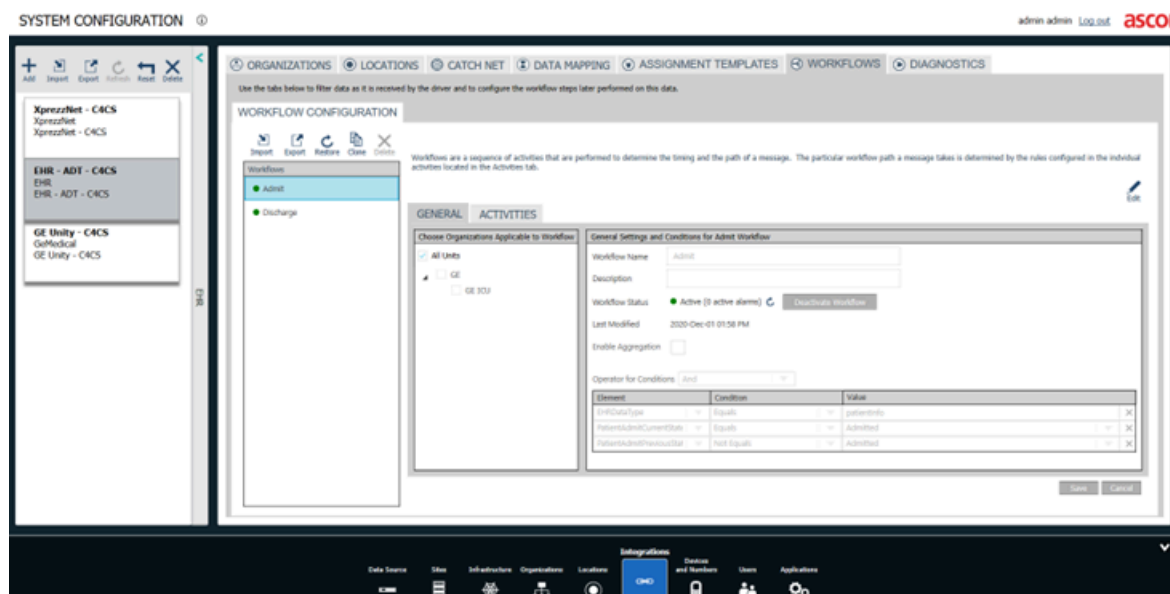 SYSTEM CONFIGURATION
admin admin Log out ascom
Add Import Export Refresh Reset Delete
XprezzNet - C4CS
XprezzNet
XprezzNet - C4CS
EHR - ADT - C4CS
EHR
EHR - ADT - C4CS
GE Unity - C4CS
GeMedical
GE Unity - C4CS
EHR
ORGANIZATIONS LOCATIONS CATCH NET DATA MAPPING ASSIGNMENT TEMPLATES WORKFLOWS DIAGNOSTICS
Use the tabs below to filter data as it is received by the driver and to configure the workflow steps later performed on this data.
WORKFLOW CONFIGURATION
Import Export Restore Clone Delete
Workflows
Admit
Discharge
Workflows are a sequence of activities that are performed to determine the timing and the path of a message. The particular workflow path a message takes is determined by the rules configured in the individual
activities located in the Activities tab.
Edit
GENERAL ACTIVITIES
Choose Organizations Applicable to Workflow
All Units
GE
GE ICU
General Settings and Conditions for Admit Workflow
Workflow Name Admit
Description
Workflow Status Active (0 active alarms) Deactivate Workflow
Last Modified 2020-Dec-01 01:58 PM
Enable Aggregation
Operator for Conditions And
Element Condition Value
EHRDataType Equals patientInfo
PatientAdmitCurrentState Equals Admitted
PatientAdmitPreviousStat Not Equals Admitted
Save Cancel
Data Source Sites Infrastructure Organizations Locations Integrations Devices and Numbers Users Applications